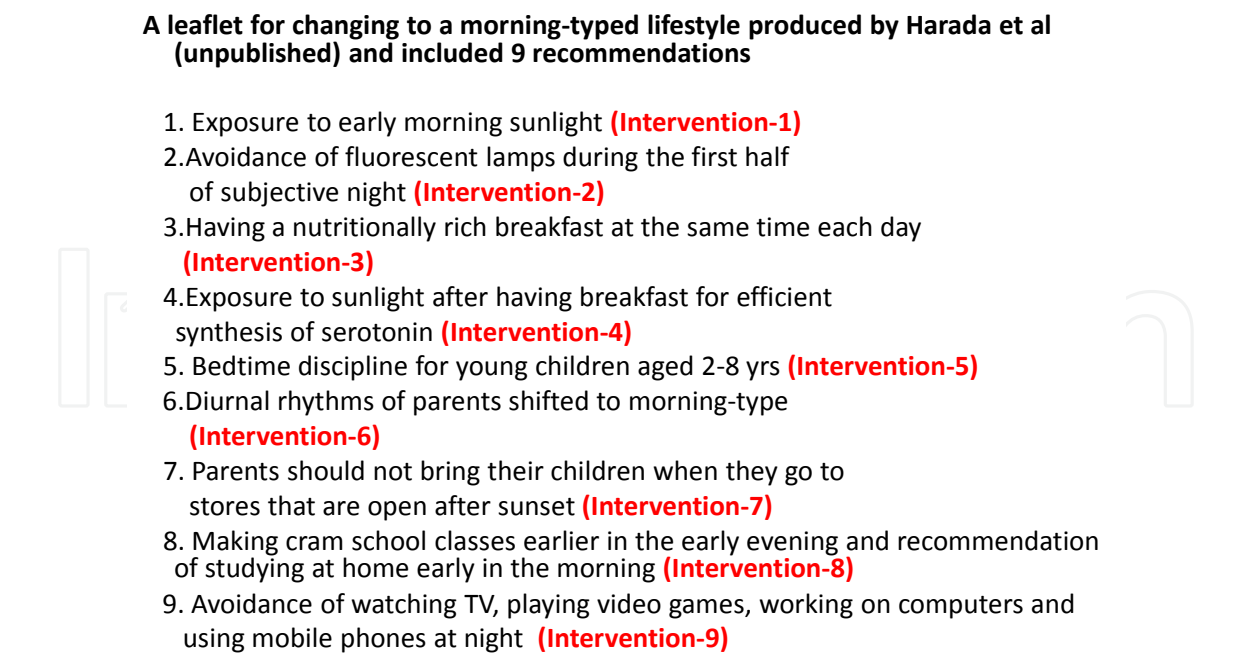 A leaflet for changing to a morning-typed lifestyle produced by Harada et al
(unpublished) and included 9 recommendations
1. Exposure to early morning sunlight (Intervention-1)
2.Avoidance of fluorescent lamps during the first half
of subjective night (Intervention-2)
3.Having a nutritionally rich breakfast at the same time each day
(Intervention-3)
4.Exposure to sunlight after having breakfast for efficient
synthesis of serotonin (Intervention-4)
5. Bedtime discipline for young children aged 2-8 yrs (Intervention-5)
6.Diurnal rhythms of parents shifted to morning-type
(Intervention-6)
7. Parents should not bring their children when they go to
stores that are open after sunset (Intervention-7)
8. Making cram school classes earlier in the early evening and recommendation
of studying at home early in the morning (Intervention-8)
9. Avoidance of watching TV, playing video games, working on computers and
using mobile phones at night (Intervention-9)